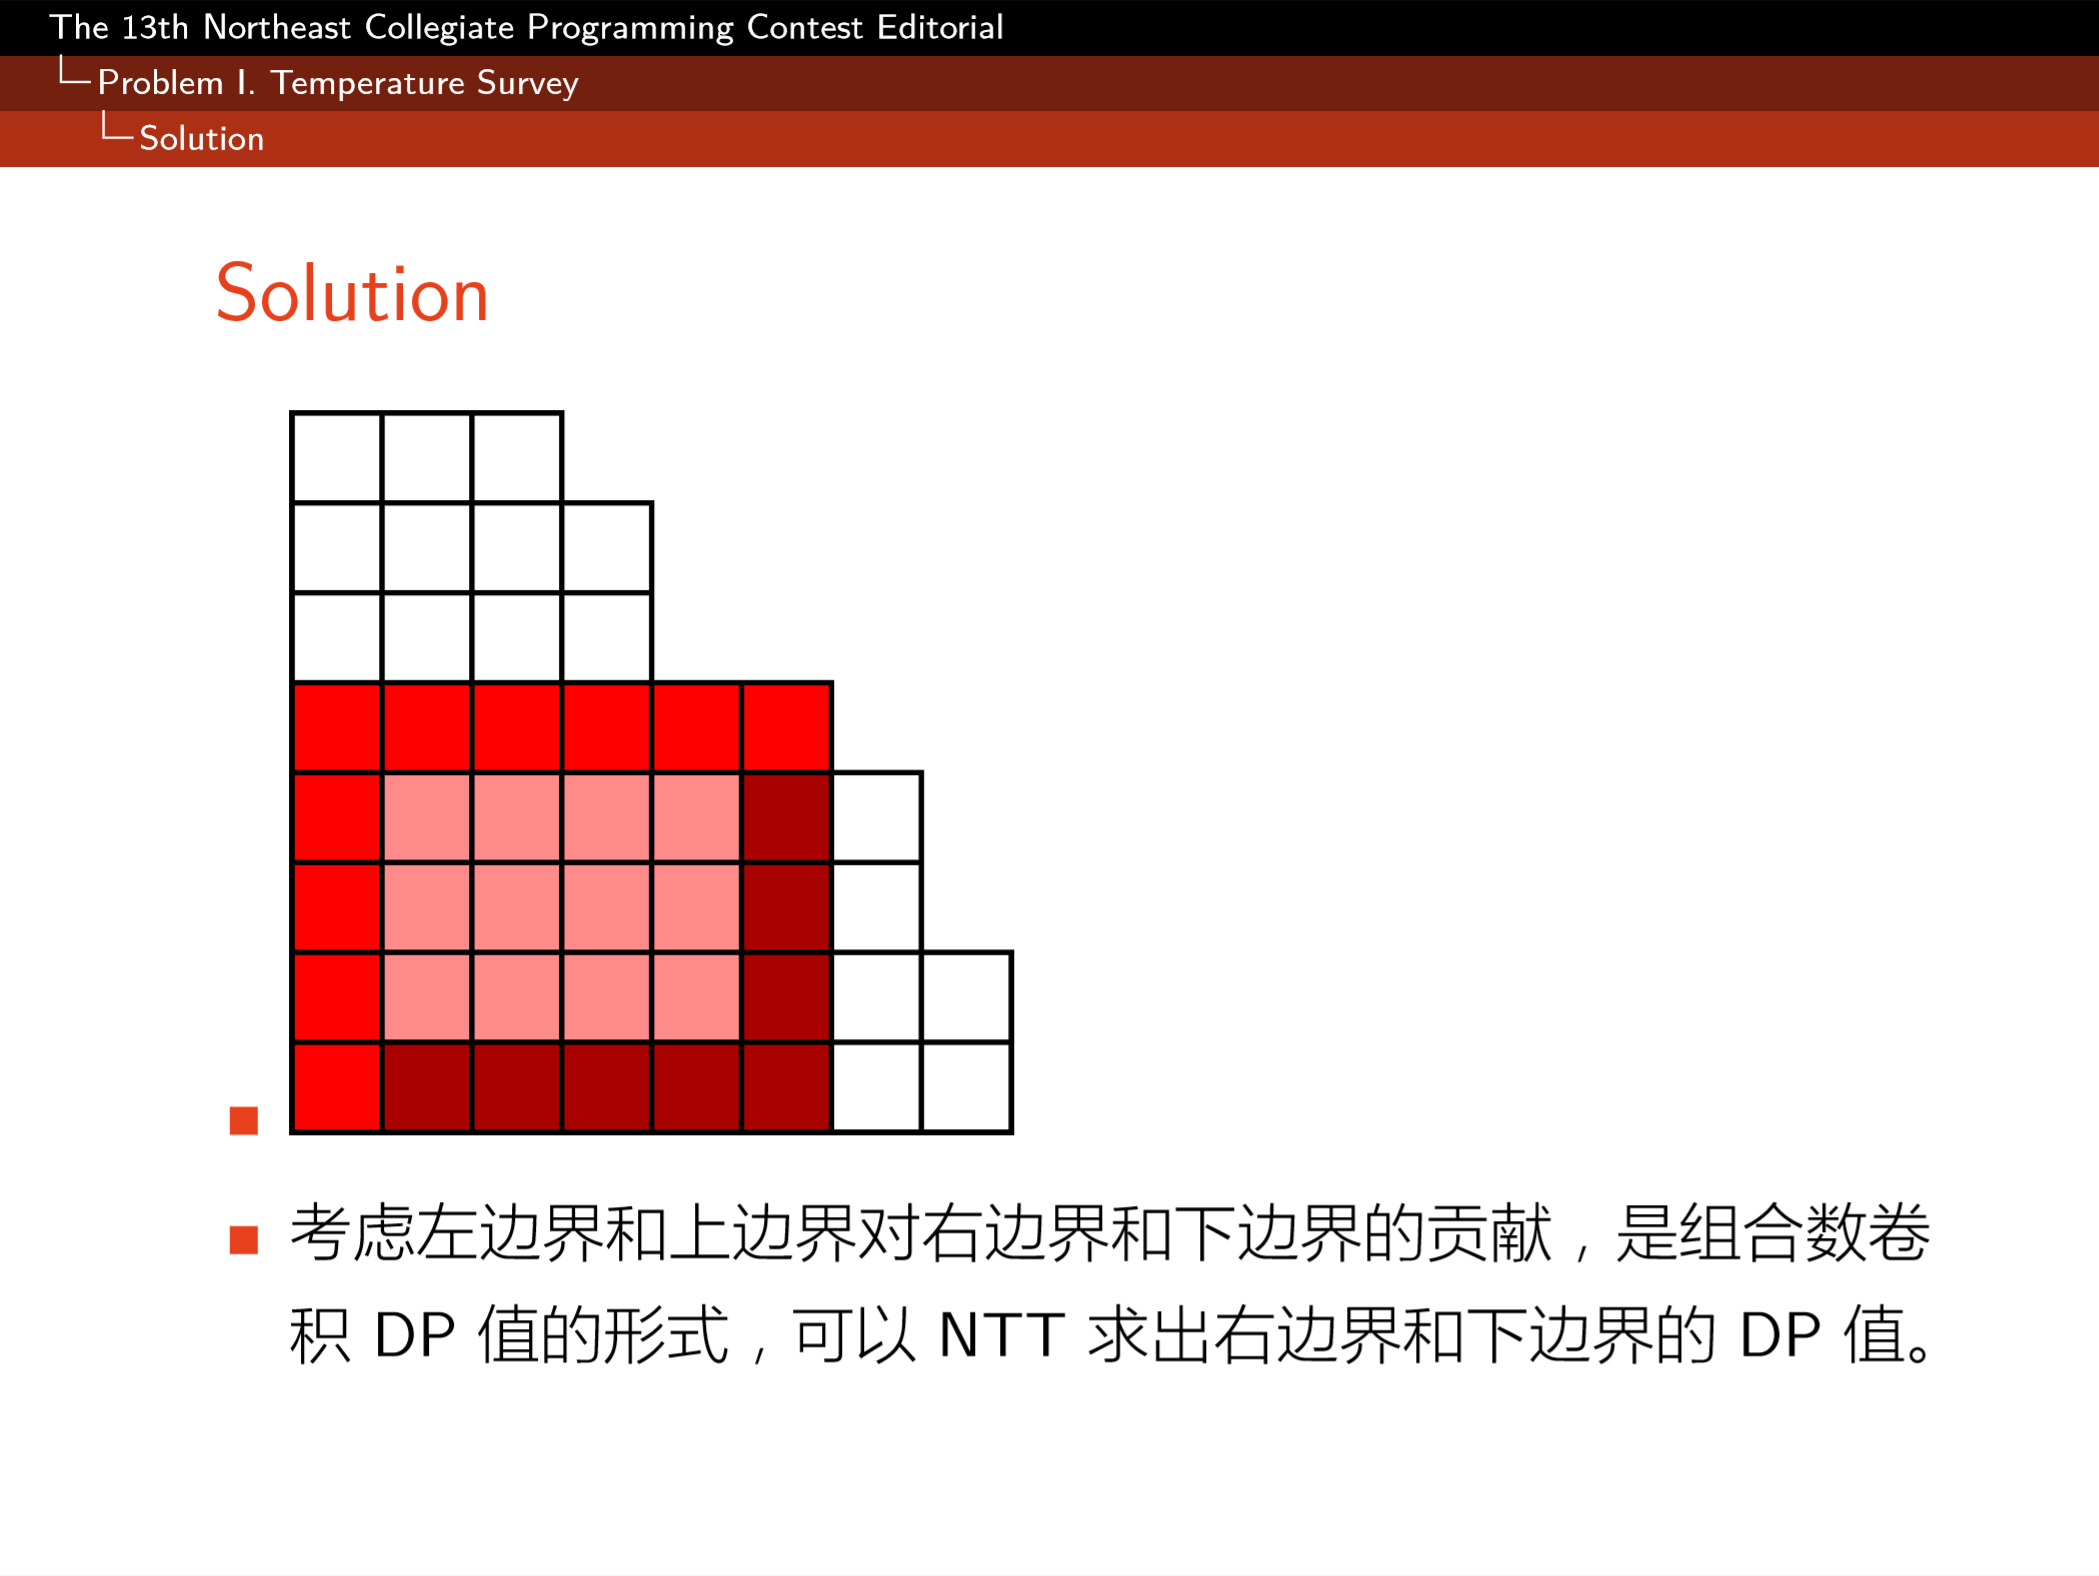 The 13th Northeast Collegiate Programming Contest Editorial
Problem I. Temperature Survey
Solution
Solution
考虑左边界和上边界对右边界和下边界的贡献，是组合数卷
积 DP 值的形式，可以 NTT 求出右边界和下边界的 DP 值。